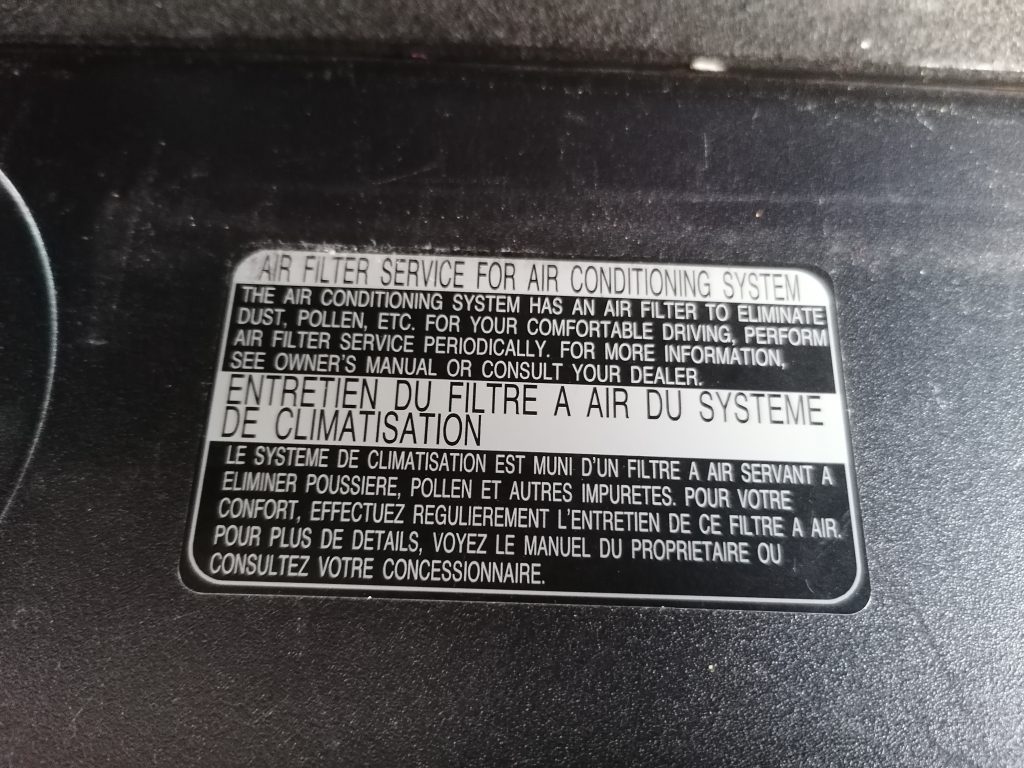 AIR FILTER SERVICE FOR AIR CONDITIONING SYSTEM
THE AIR CONDITIONING SYSTEM HAS AN AIR FILTER TO ELIMINATE
DUST, POLLEN, ETC. FOR YOUR COMFORTABLE DRIVING, PERFORM
AIR FILTER SERVICE PERIODICALLY. FOR MORE INFORMATION,
SEE OWNER'S MANUAL OR CONSULT YOUR DEALER.
ENTRETIEN DU FILTRE A AIR DU SYSTEME
DE CLIMATISATION
LE SYSTEME DE CLIMATISATION EST MUNI D'UN FILTRE A AIR SERVANT A
ELIMINER POUSSIERE, POLLEN ET AUTRES IMPURETES. POUR VOTRE
CONFORT, EFFECTUEZ REGULIEREMENT L'ENTRETIEN DE CE FILTRE A AIR.
POUR PLUS DE DETAILS, VOYEZ LE MANUEL DU PROPRIETAIRE OU
CONSULTEZ VOTRE CONCESSIONNAIRE.